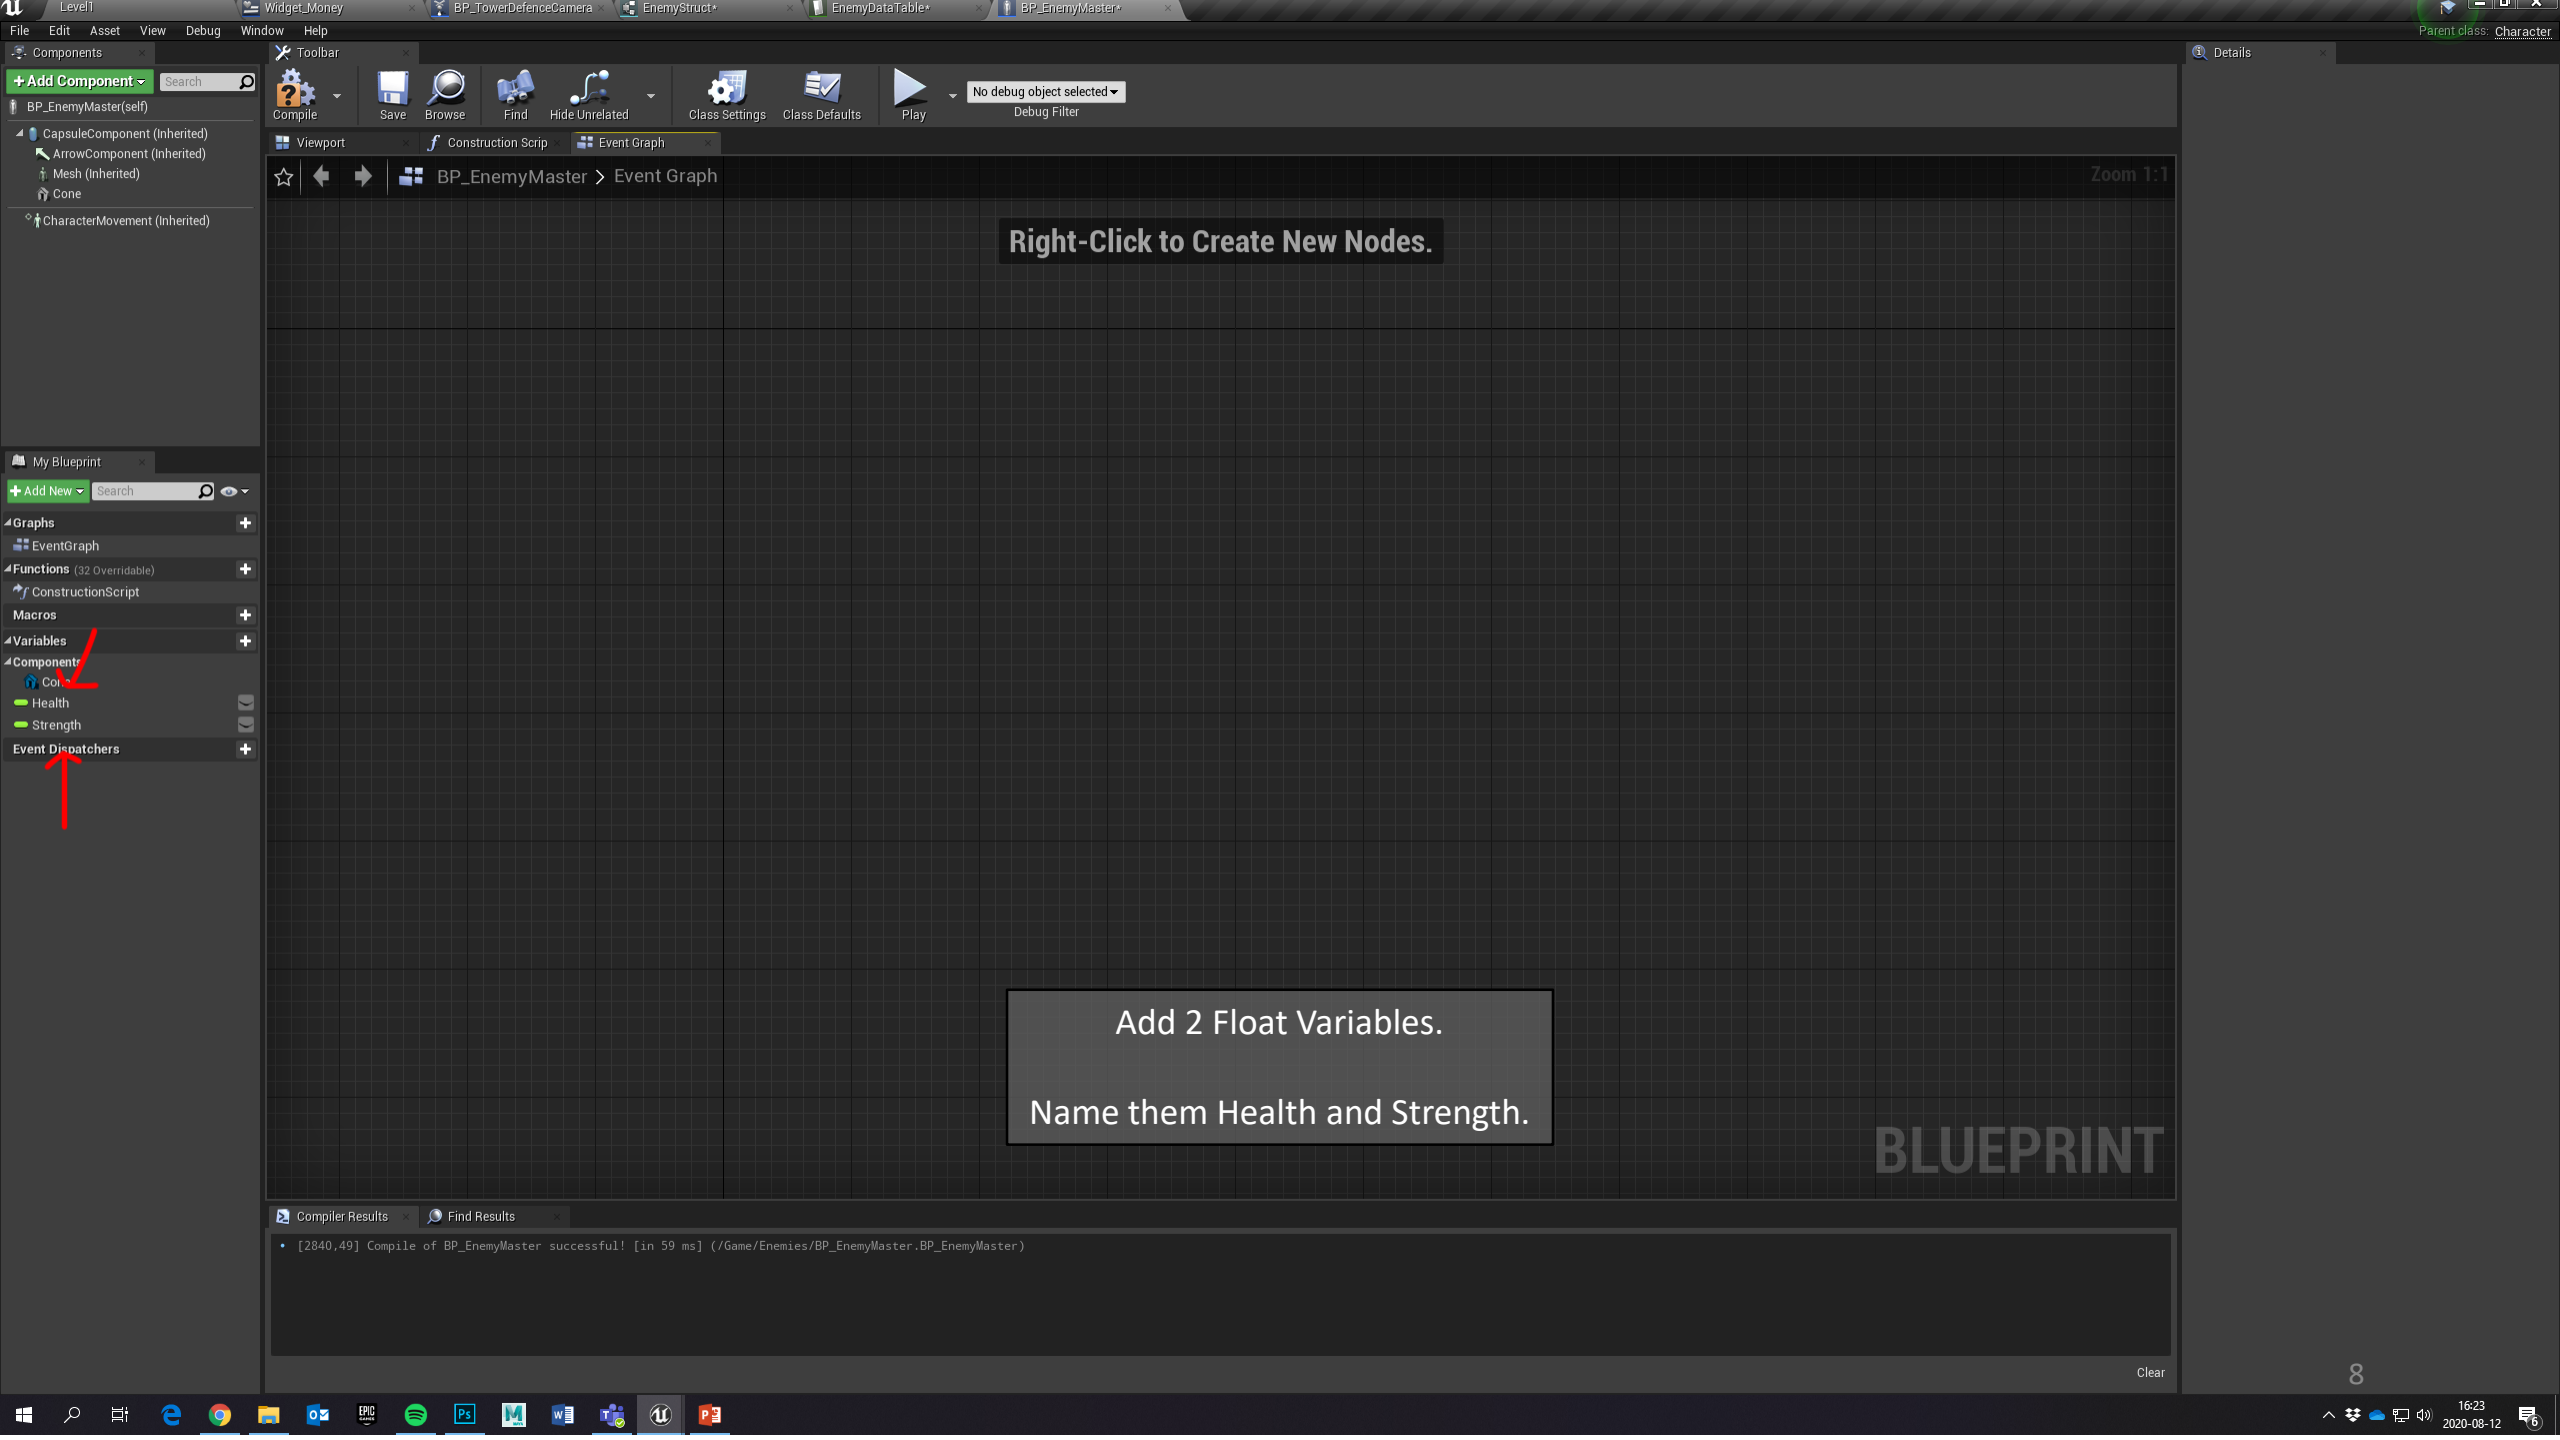 Level1
Widget_Money
BP_TowerDefenceCamera
EnemyStruct*
EnemyDataTable*
BP_EnemyMaster*
File Edit Asset View Debug Window Help
Parent class: Character
Components
Toolbar
Details
+Add Component
Search
BP_EnemyMaster(self)
CapsuleComponent (Inherited)
ArrowComponent (Inherited)
Mesh (Inherited)
Cone
CharacterMovement (Inherited)
Compile
Save
Browse
Find
Hide Unrelated
Class Settings
Class Defaults
Play
No debug object selected
Debug Filter
Viewport
Construction Scrip
Event Graph
BP_EnemyMaster > Event Graph
Zoom 1:1
Right-Click to Create New Nodes.
My Blueprint
+Add New
Search
Graphs
EventGraph
Functions (32 Overridable)
ConstructionScript
Macros
Variables
Components
Health
Strength
Event Dispatchers
Add 2 Float Variables.
Name them Health and Strength.
BLUEPRINT
Compiler Results
Find Results
[2840,49] Compile of BP_EnemyMaster successful! [in 59 ms] (/Game/Enemies/BP_EnemyMaster.BP_EnemyMaster)
Clear
8
EPIC GAMES
Ps
16:23
2020-08-12
6